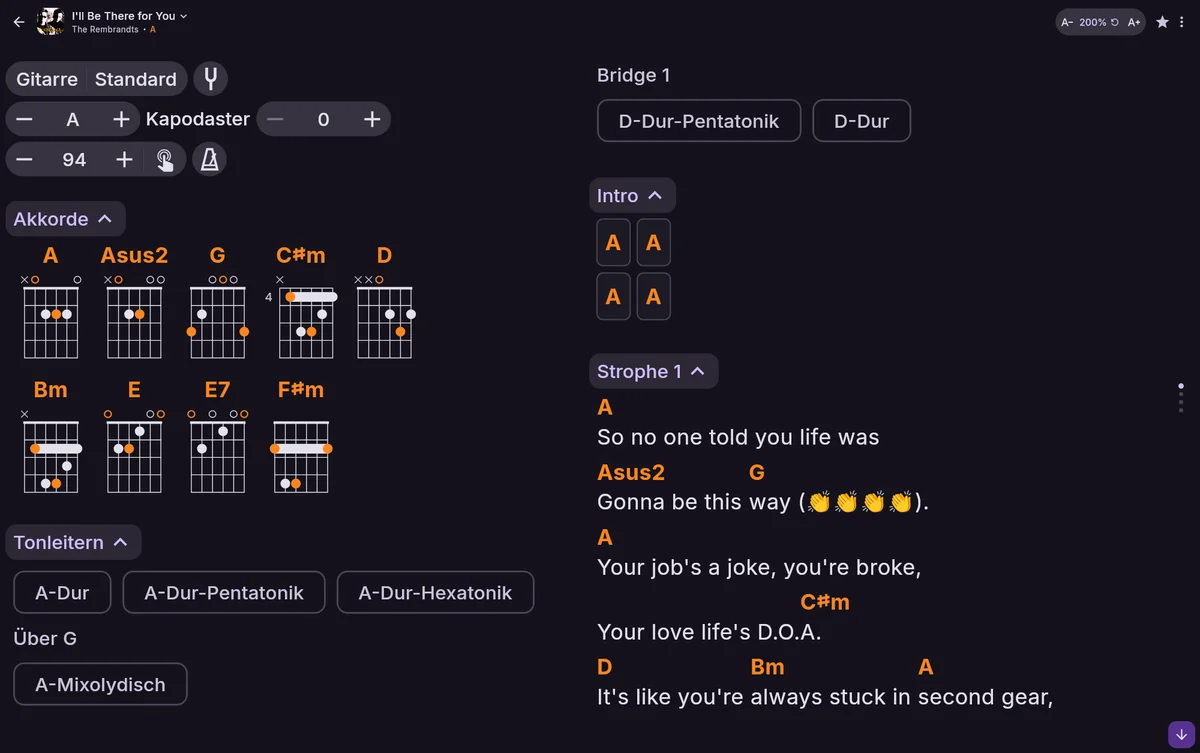 I'll Be There for You
The Rembrandts • A
A- 200% A+
Gitarre Standard
− A + Kapodaster − 0 +
− 94 +
Akkorde
A Asus2 G C♯m D
4
Bm E E7 F♯m
Tonleitern
A-Dur A-Dur-Pentatonik A-Dur-Hexatonik
Über G
A-Mixolydisch
Bridge 1
D-Dur-Pentatonik D-Dur
Intro
A A
A A
Strophe 1
A
So no one told you life was
Asus2 G
Gonna be this way (👏👏👏👏).
A
Your job's a joke, you're broke,
C♯m
Your love life's D.O.A.
D Bm A
It's like you're always stuck in second gear,